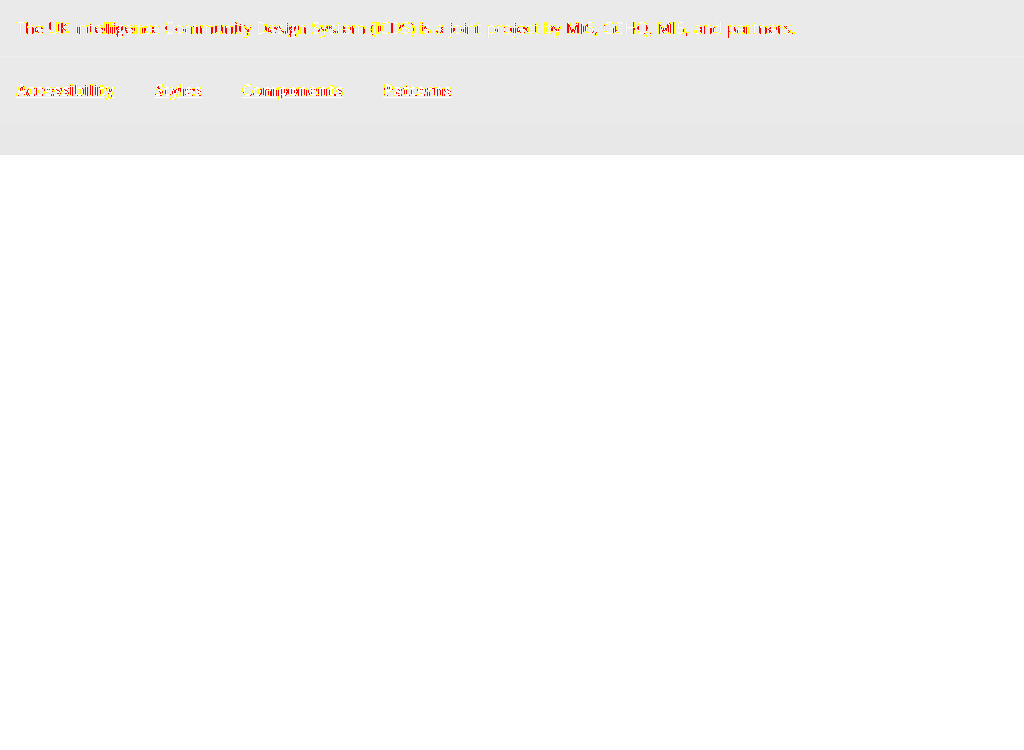 The UK Intelligence Community Design System (ICDS) is a joint project by MI6, GCHQ, MI5, and partners.
Accessibility Styles Components Patterns